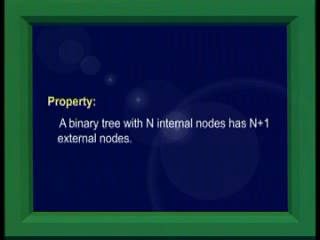 Property:
A binary tree with N internal nodes has N+1
external nodes.